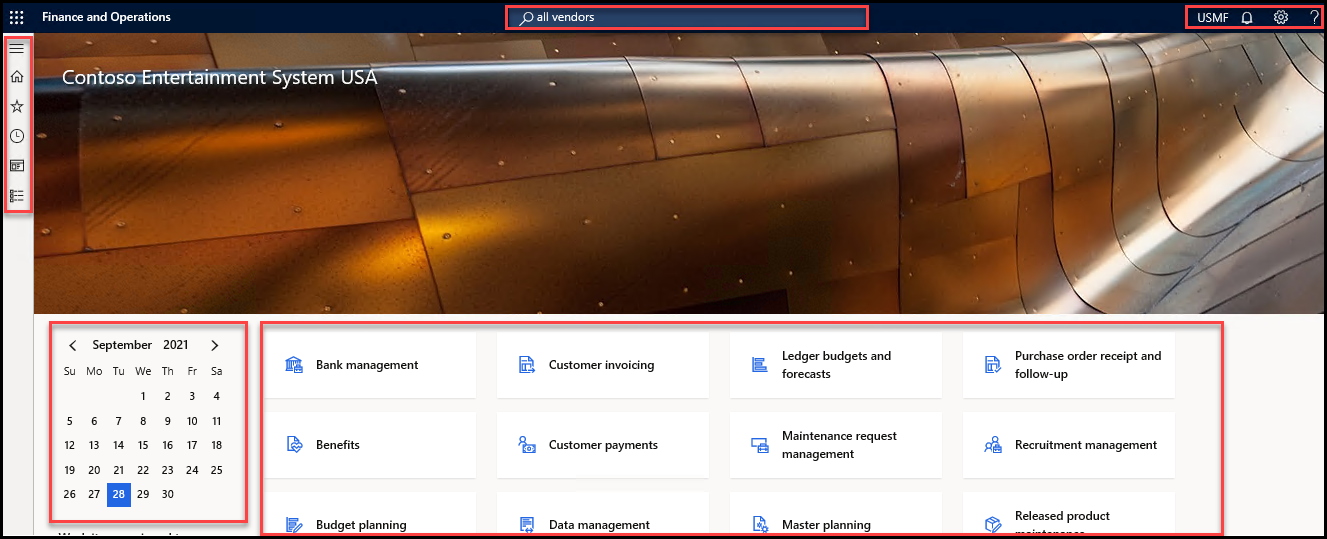 Finance and Operations
all vendors
USMF
Contoso Entertainment System USA
September 2021
Su Mo Tu We Th Fr Sa
1 2 3 4
5 6 7 8 9 10 11
12 13 14 15 16 17 18
19 20 21 22 23 24 25
26 27 28 29 30
Bank management
Customer invoicing
Ledger budgets and
forecasts
Purchase order receipt and
follow-up
Benefits
Customer payments
Maintenance request
management
Recruitment management
Budget planning
Data management
Master planning
Released product
maintenance